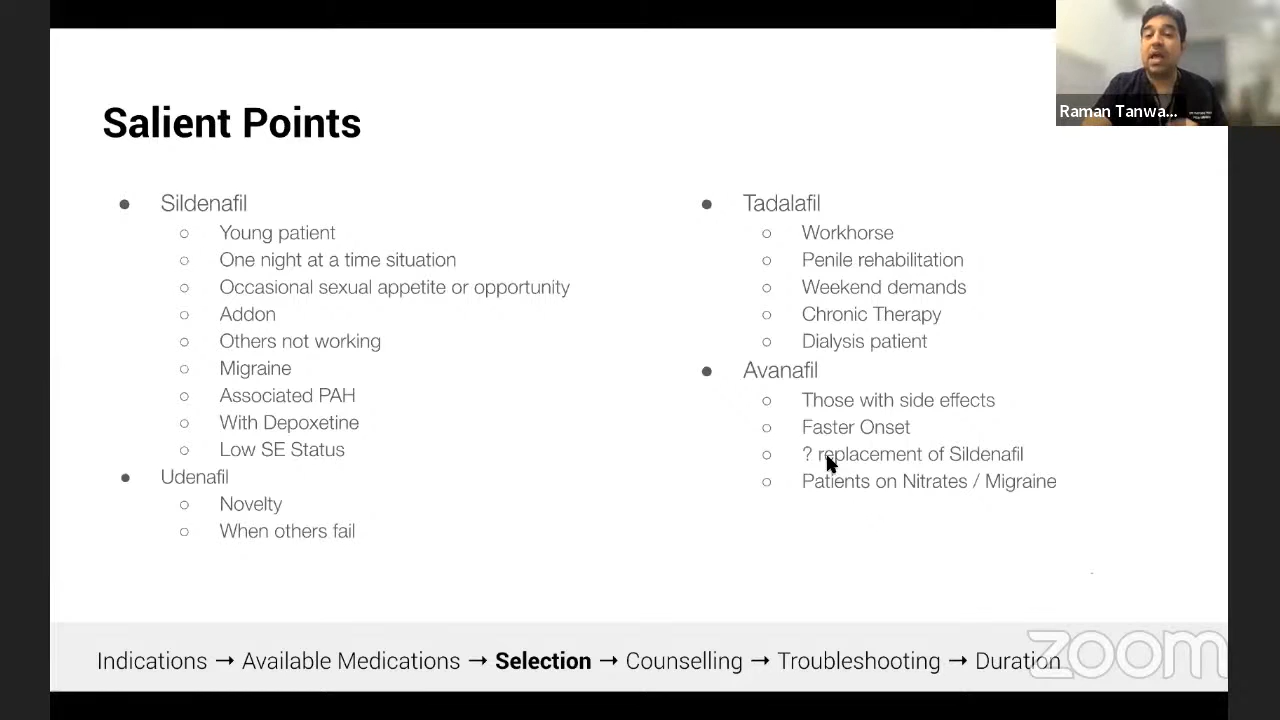 Raman Tanwa...
Salient Points
● Sildenafil
○ Young patient
○ One night at a time situation
○ Occasional sexual appetite or opportunity
○ Addon
○ Others not working
○ Migraine
○ Associated PAH
○ With Depoxetine
○ Low SE Status
● Udenafil
○ Novelty
○ When others fail
● Tadalafil
○ Workhorse
○ Penile rehabilitation
○ Weekend demands
○ Chronic Therapy
○ Dialysis patient
● Avanafil
○ Those with side effects
○ Faster Onset
○ ? replacement of Sildenafil
○ Patients on Nitrates / Migraine
Indications → Available Medications → Selection → Counselling → Troubleshooting → Duration
zoom